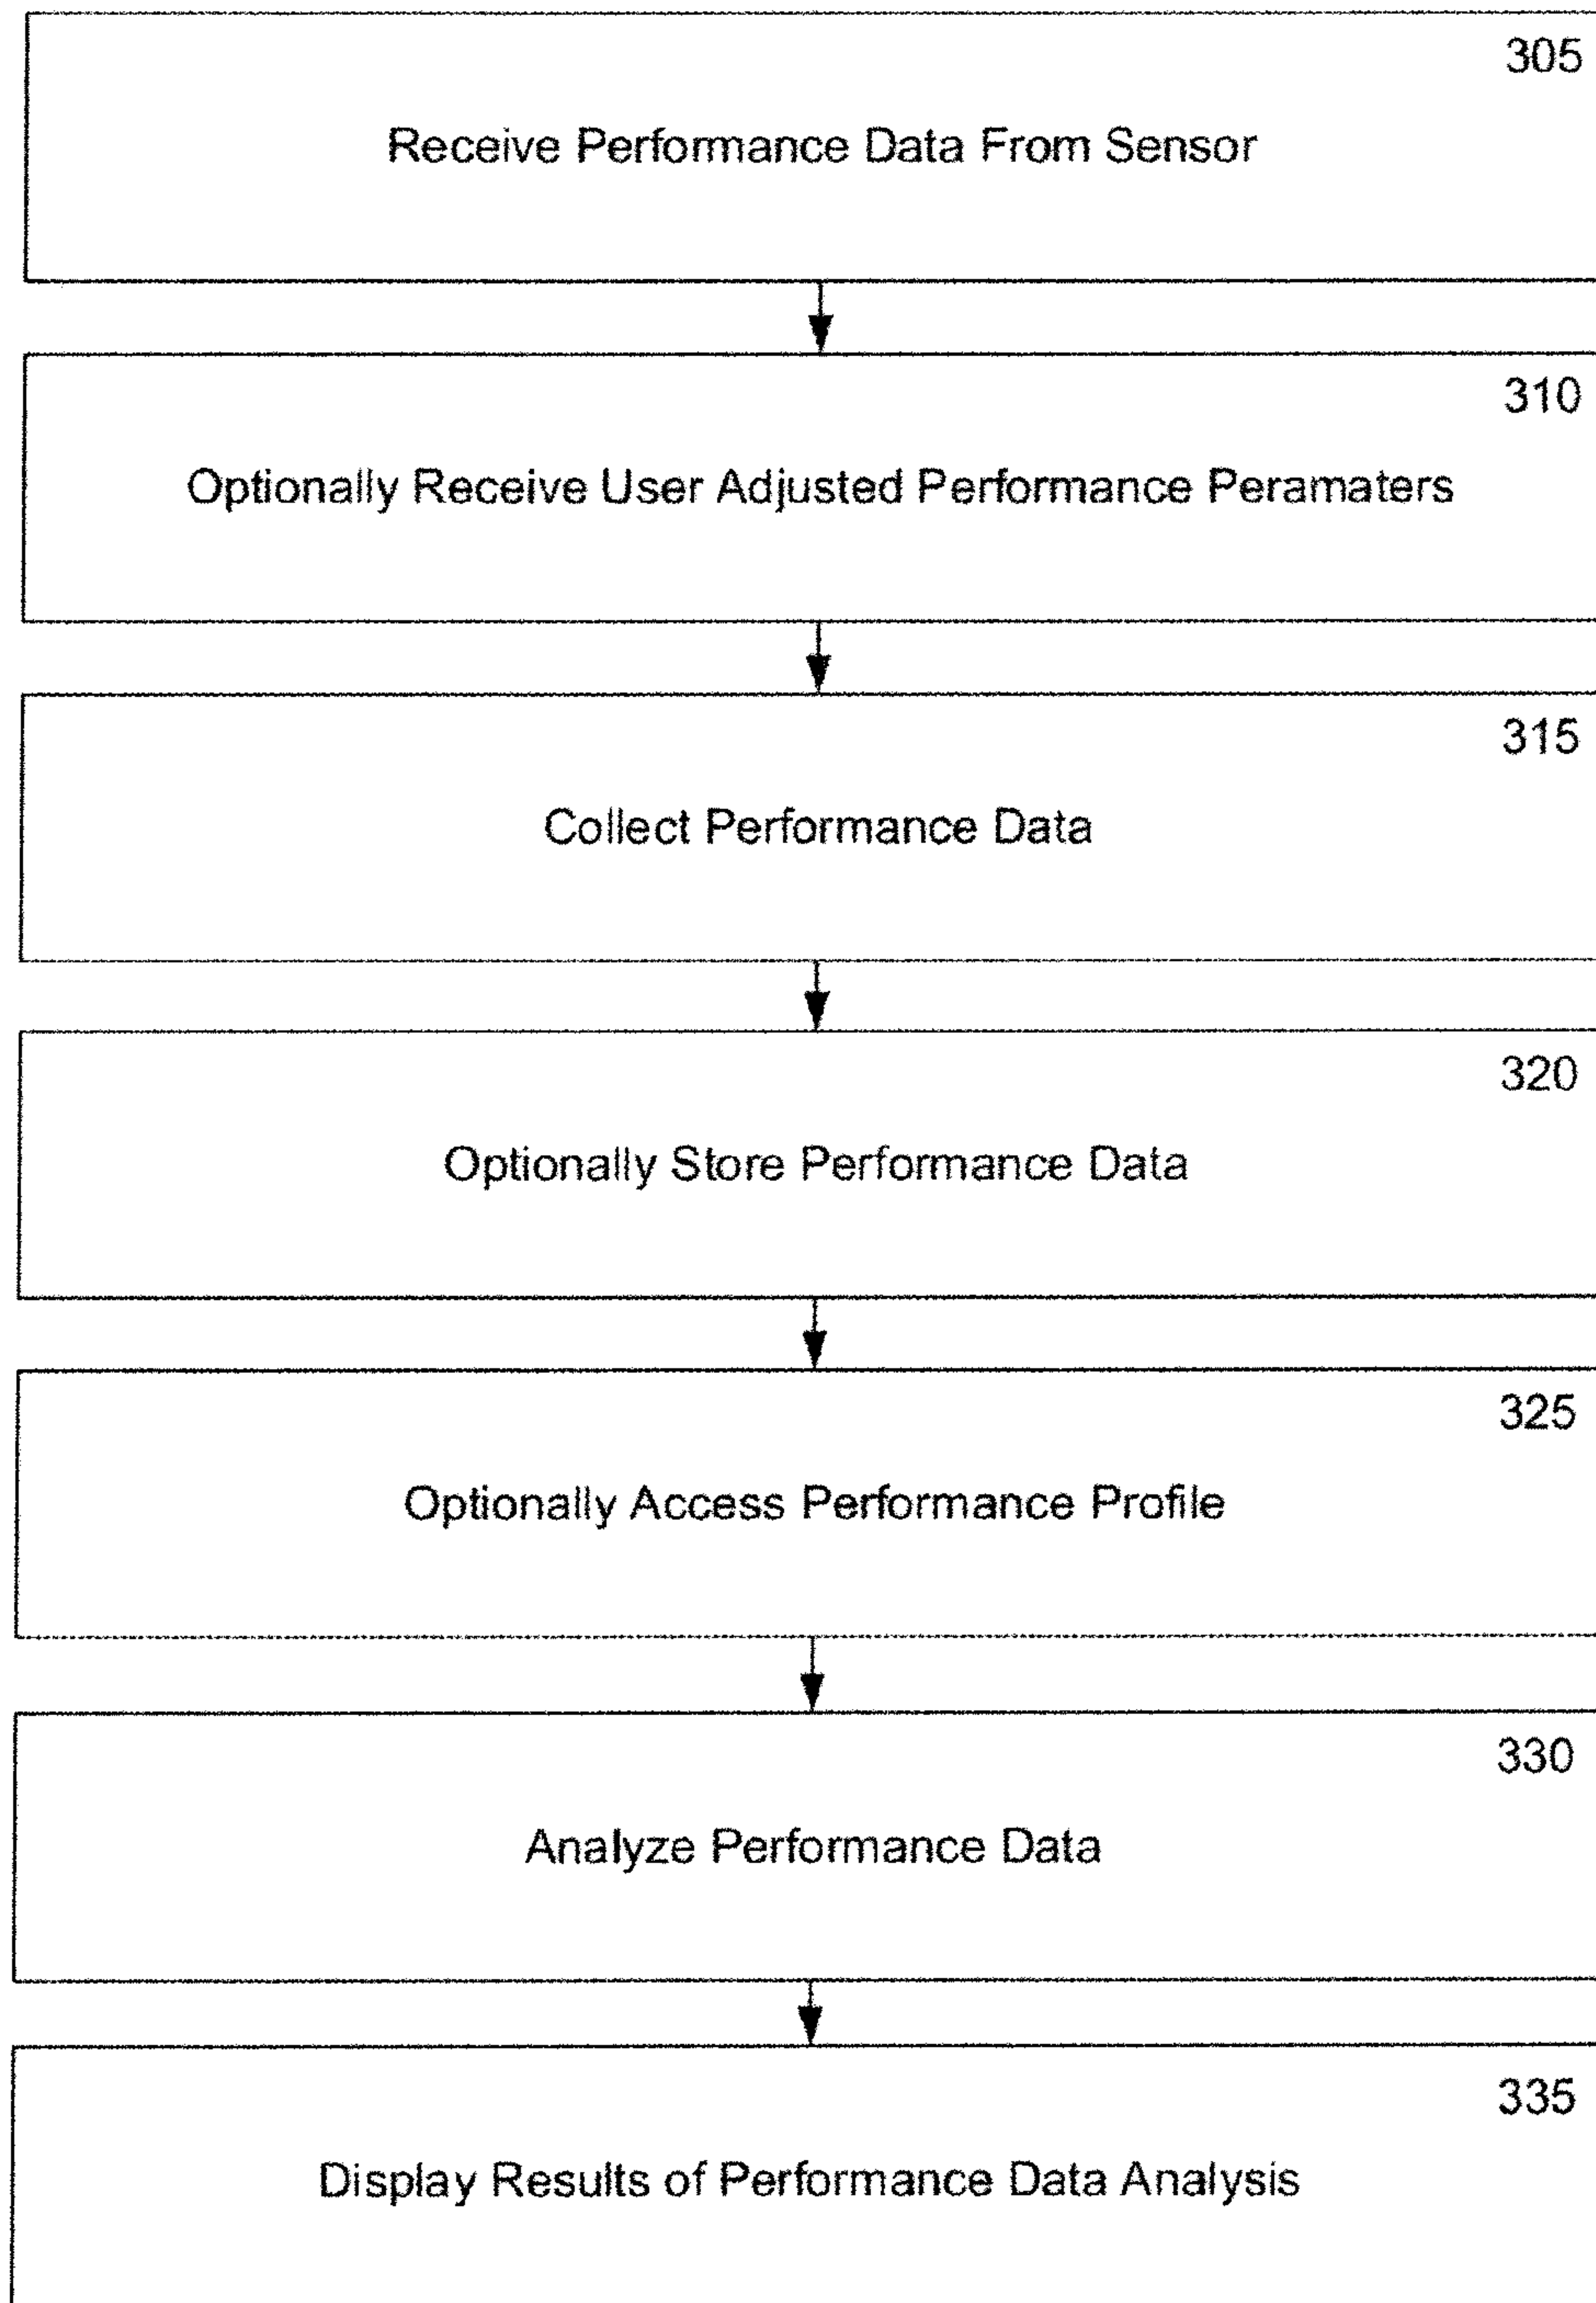 305
Receive Performance Data From Sensor
310
Optionally Receive User Adjusted Performance Peramaters
315
Collect Performance Data
320
Optionally Store Performance Data
325
Optionally Access Performance Profile
330
Analyze Performance Data
335
Display Results of Performance Data Analysis